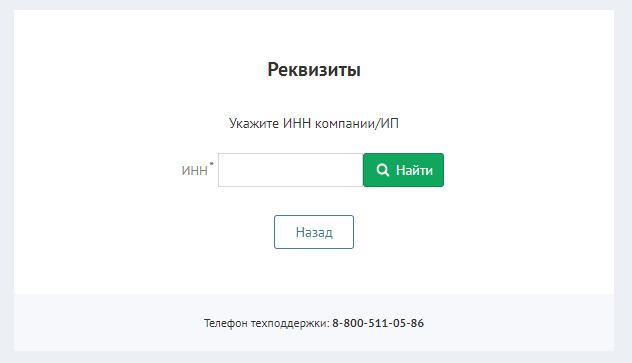 Реквизиты
Укажите ИНН компании/ИП
ИНН *
Найти
Назад
Телефон техподдержки: 8-800-511-05-86